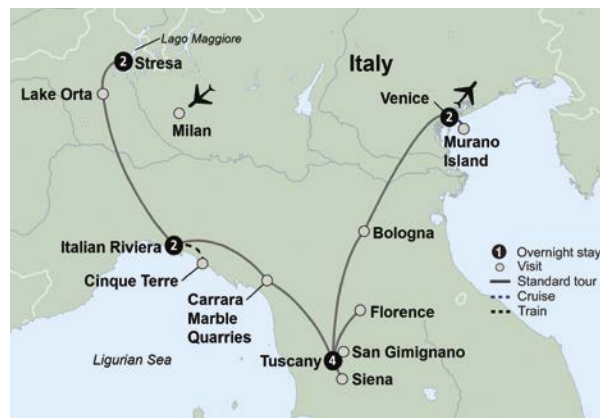 Lago Maggiore
2
Stresa
Italy
Lake Orta
Milan
Venice
2
Murano
Island
Bologna
Italian Riviera
2
Cinque Terre
Carrara
Marble
Quarries
Florence
Ligurian Sea
Tuscany
4
San Gimignano
Siena
1 Overnight stay
Visit
Standard tour
Cruise
Train